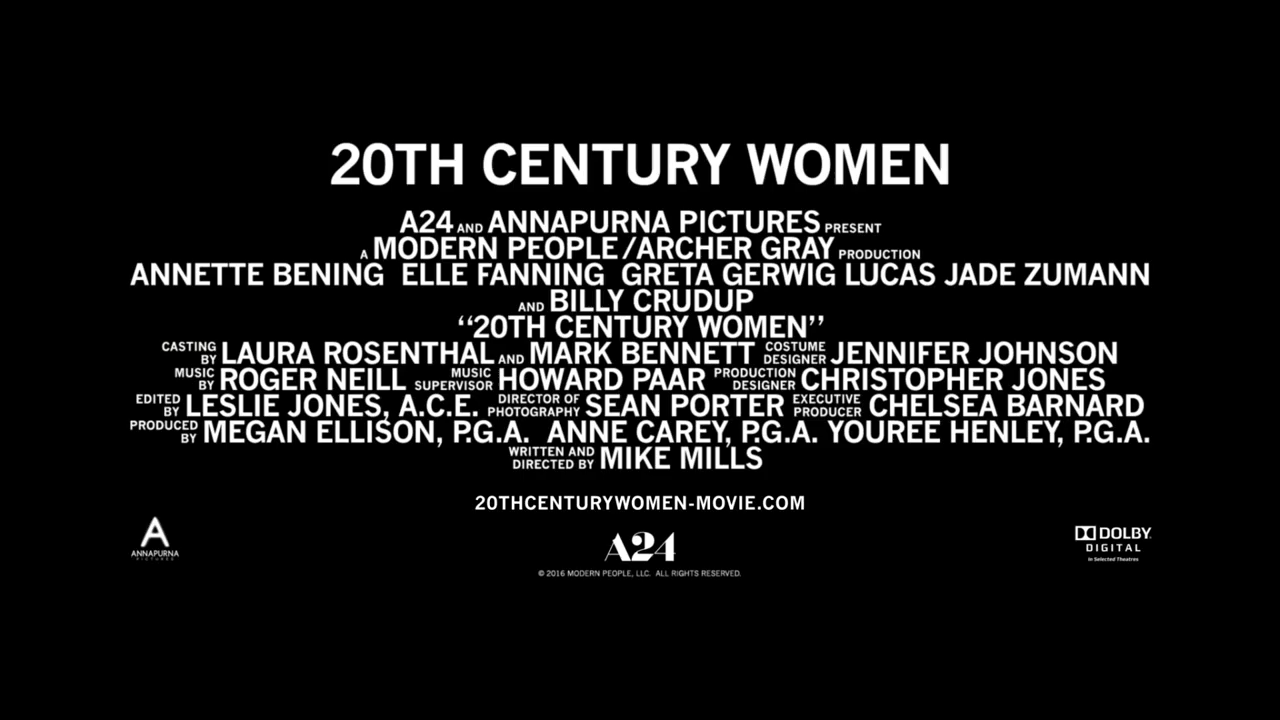 20TH CENTURY WOMEN
A24 AND ANNAPURNA PICTURES PRESENT
A MODERN PEOPLE/ARCHER GRAY PRODUCTION
ANNETTE BENING ELLE FANNING GRETA GERWIG LUCAS JADE ZUMANN
AND BILLY CRUDUP
“20TH CENTURY WOMEN”
CASTING BY LAURA ROSENTHAL AND MARK BENNETT COSTUME DESIGNER JENNIFER JOHNSON
MUSIC BY ROGER NEILL MUSIC SUPERVISOR HOWARD PAAR PRODUCTION DESIGNER CHRISTOPHER JONES
EDITED BY LESLIE JONES, A.C.E. DIRECTOR OF PHOTOGRAPHY SEAN PORTER EXECUTIVE PRODUCER CHELSEA BARNARD
PRODUCED BY MEGAN ELLISON, P.G.A. ANNE CAREY, P.G.A. YOUREE HENLEY, P.G.A.
WRITTEN AND DIRECTED BY MIKE MILLS
20THCENTURYWOMEN-MOVIE.COM
A
ANNAPURNA
PICTURES
A24
© 2016 MODERN PEOPLE, LLC. ALL RIGHTS RESERVED.
DOLBY
DIGITAL
In Selected Theatres